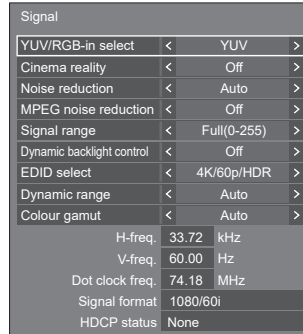 Signal
YUV/RGB-in select < YUV >
Cinema reality < Off >
Noise reduction < Auto >
MPEG noise reduction < Off >
Signal range < Full(0-255) >
Dynamic backlight control < Off >
EDID select < 4K/60p/HDR >
Dynamic range < Auto >
Colour gamut < Auto >
H-freq. 33.72 kHz
V-freq. 60.00 Hz
Dot clock freq. 74.18 MHz
Signal format 1080/60i
HDCP status None